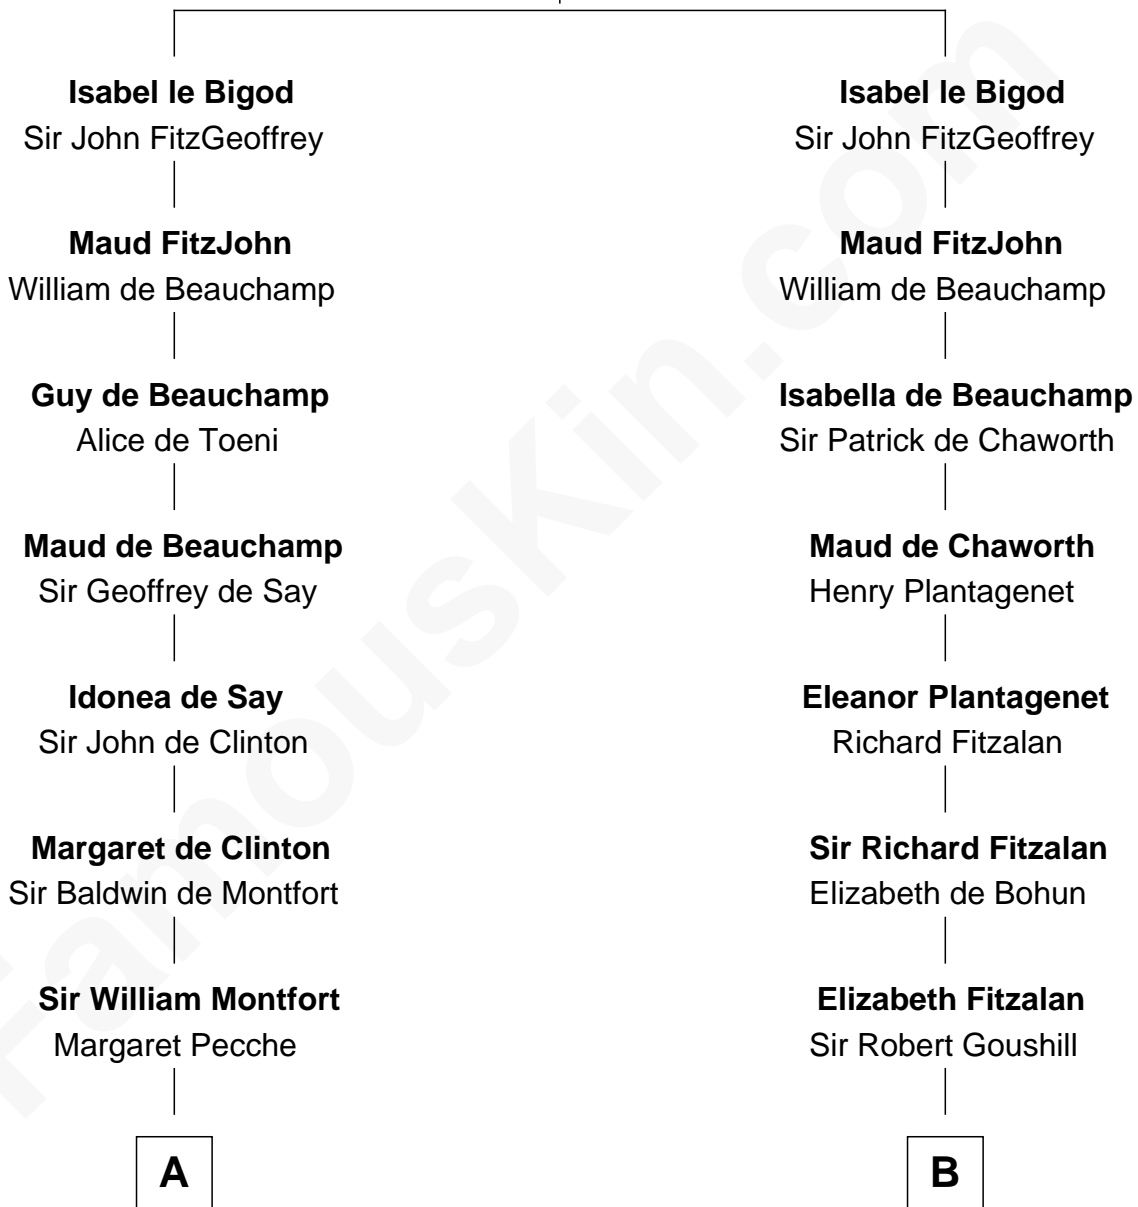 Isabel le Bigod
Sir John FitzGeoffrey
Maud FitzJohn
William de Beauchamp
Guy de Beauchamp
Alice de Toeni
Maud de Beauchamp
Sir Geoffrey de Say
Idonea de Say
Sir John de Clinton
Margaret de Clinton
Sir Baldwin de Montfort
Sir William Montfort
Margaret Pecche
A
Isabel le Bigod
Sir John FitzGeoffrey
Maud FitzJohn
William de Beauchamp
Isabella de Beauchamp
Sir Patrick de Chaworth
Maud de Chaworth
Henry Plantagenet
Eleanor Plantagenet
Richard Fitzalan
Sir Richard Fitzalan
Elizabeth de Bohun
Elizabeth Fitzalan
Sir Robert Goushill
B
FamousKin.com